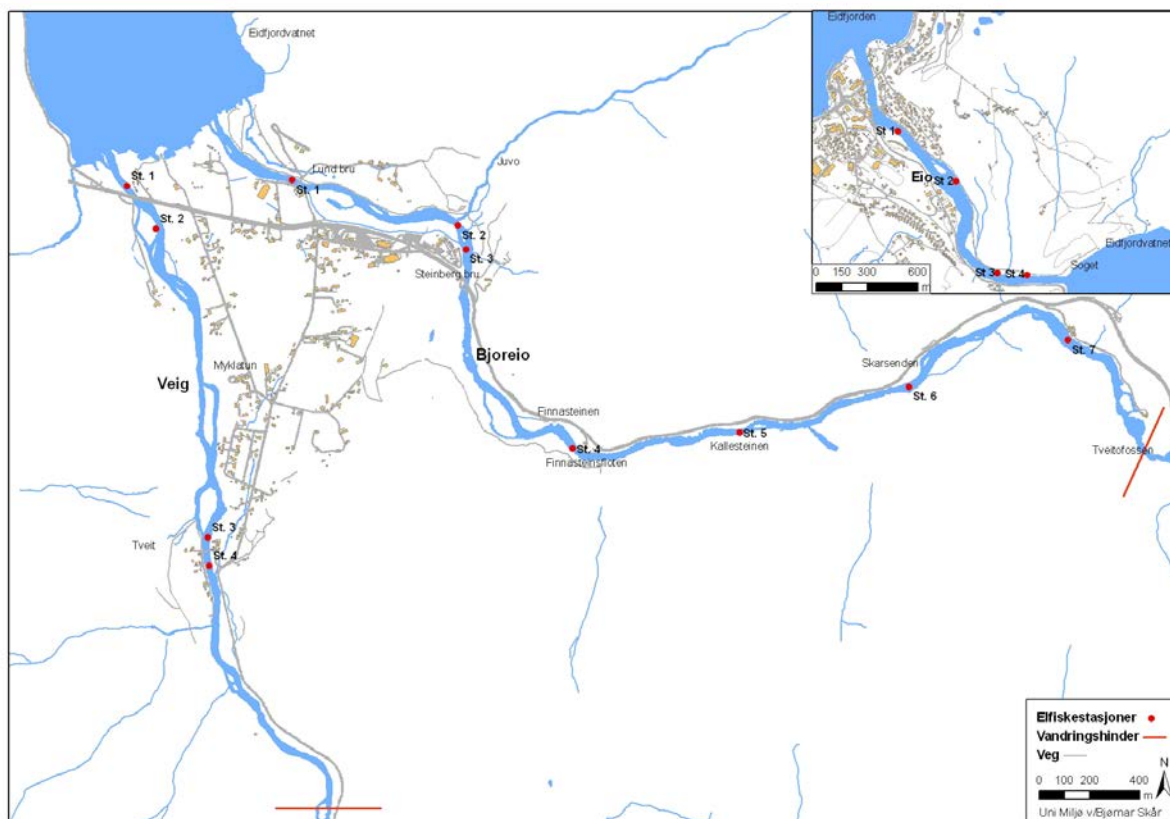 Eidfjordvatnet
Juvo
Lund bru
St. 1
St. 1
St. 2
St. 2
St. 3
Steinberg bru
Bjoreio
Veig
Myklatun
Finnasteinen
St. 4
Finnasteinsfloten
St. 5
Kallesteinen
Skarsenden
St. 6
St. 7
Tveitofossen
St. 3
Tveit
St. 4
Eidfjorden
St 1
Eio
St 2
Eidfjordvatnet
St 3
St 4
Soget
0 150 300 600
m
Elfiskestasjoner
Vandringshinder
Veg
N
0 100 200 400
m
Uni Miljø v/Bjørnar Skår